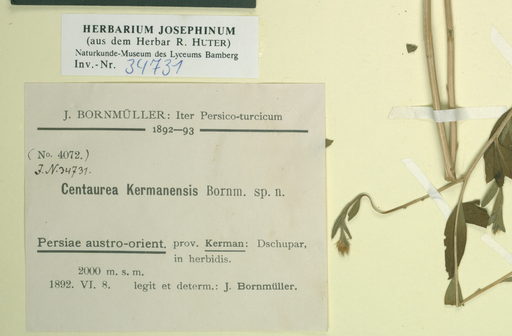 HERBARIUM JOSEPHINUM
(aus dem Herbar R. HUTER)
Naturkunde-Museum des Lyceums Bamberg
Inv.-Nr. 34731
J. BORNMÜLLER: Iter Persico-turcicum
1892—93
(No. 4072.)
J.N. 34731.
Centaurea Kermanensis Bornm. sp. n.
Persiae austro-orient. prov. Kerman: Dschupar,
in herbidis.
2000 m. s. m.
1892. VI. 8. legit et determ.: J. Bornmüller.